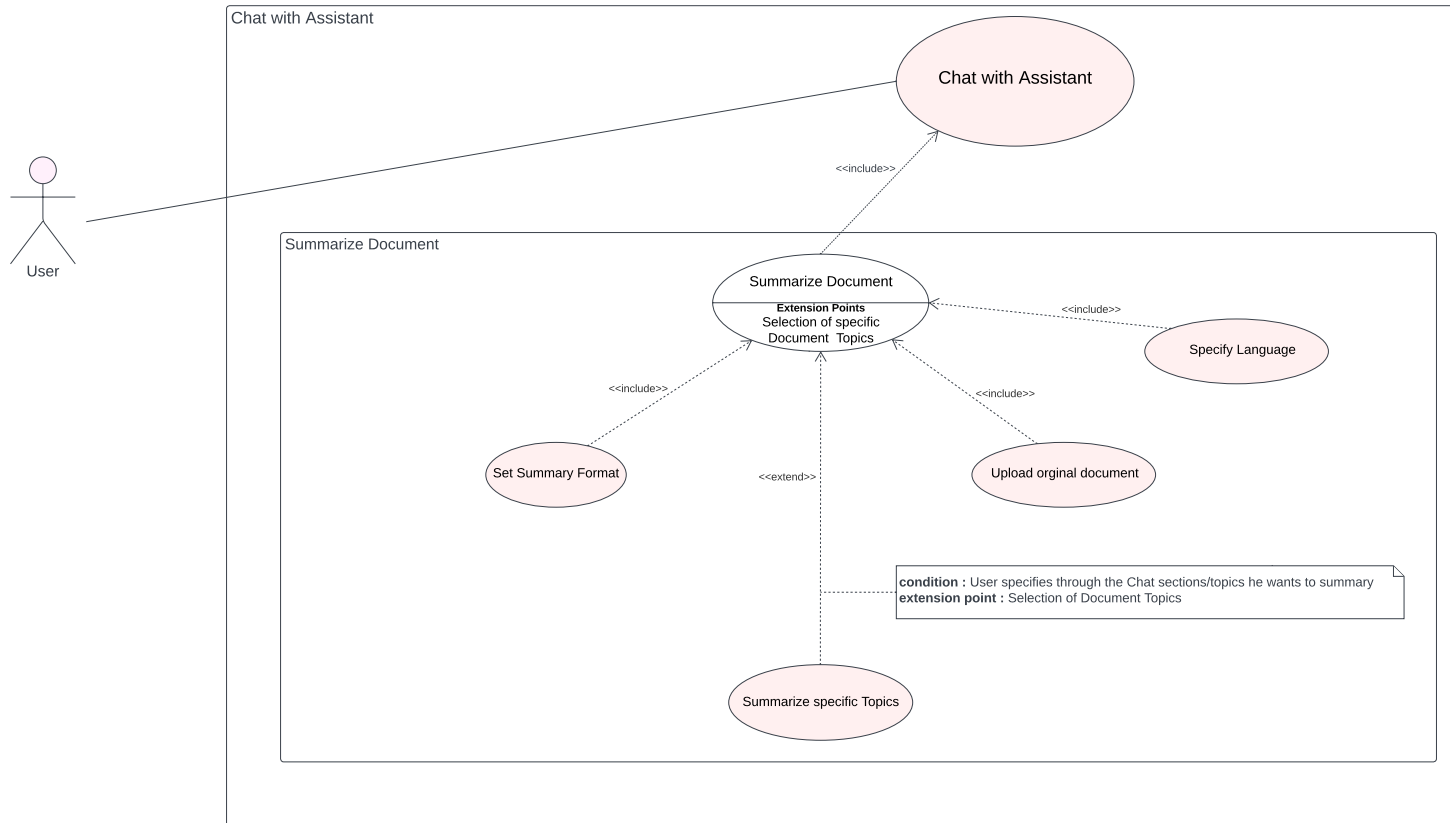 Chat with Assistant
Chat with Assistant
<<include>>
User
Summarize Document
Summarize Document
Extension Points
Selection of specific
Document Topics
<<include>>
Specify Language
<<include>>
<<include>>
Set Summary Format
Upload orginal document
<<extend>>
condition : User specifies through the Chat sections/topics he wants to summary
extension point : Selection of Document Topics
Summarize specific Topics